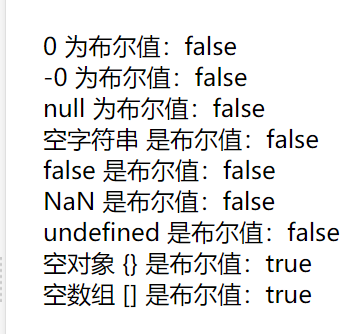 0 为布尔值：false
-0 为布尔值：false
null 为布尔值：false
空字符串 是布尔值：false
false 是布尔值：false
NaN 是布尔值：false
undefined 是布尔值：false
空对象 {} 是布尔值：true
空数组 [] 是布尔值：true